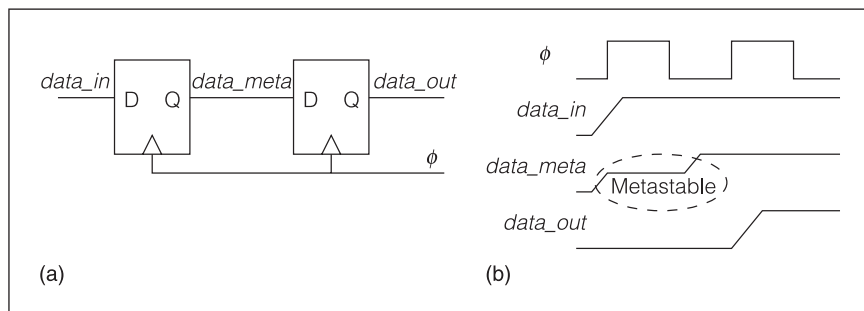 data_in
D Q
data_meta
D Q
data_out
ϕ
(a)
ϕ
data_in
data_meta
Metastable
data_out
(b)